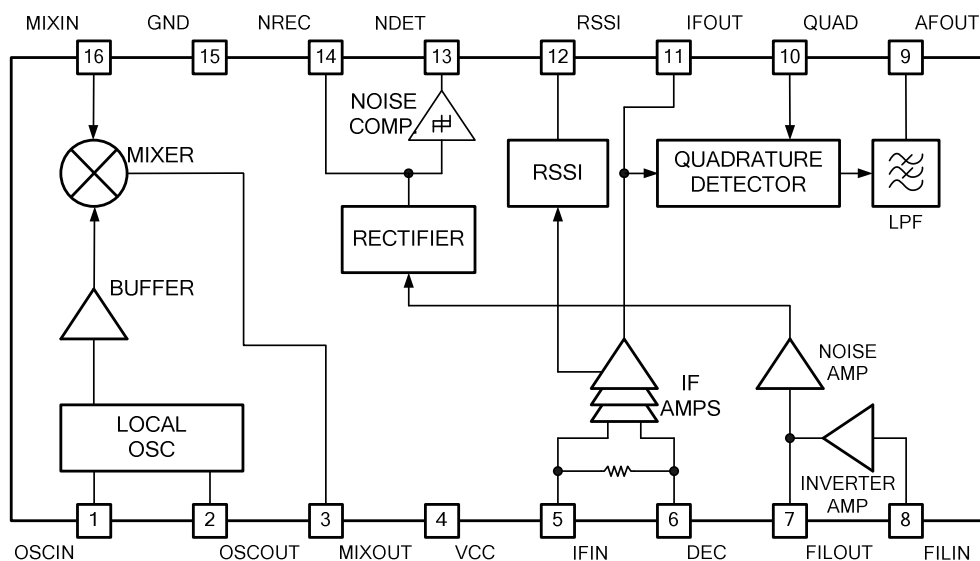 MIXIN GND NREC NDET RSSI IFOUT QUAD AFOUT
16 15 14 13 12 11 10 9
NOISE
COMP.
MIXER
RSSI
QUADRATURE
DETECTOR
LPF
RECTIFIER
BUFFER
NOISE
AMP
IF
AMPS
LOCAL
OSC
INVERTER
AMP
1 2 3 4 5 6 7 8
OSCIN OSCOUT MIXOUT VCC IFIN DEC FILOUT FILIN